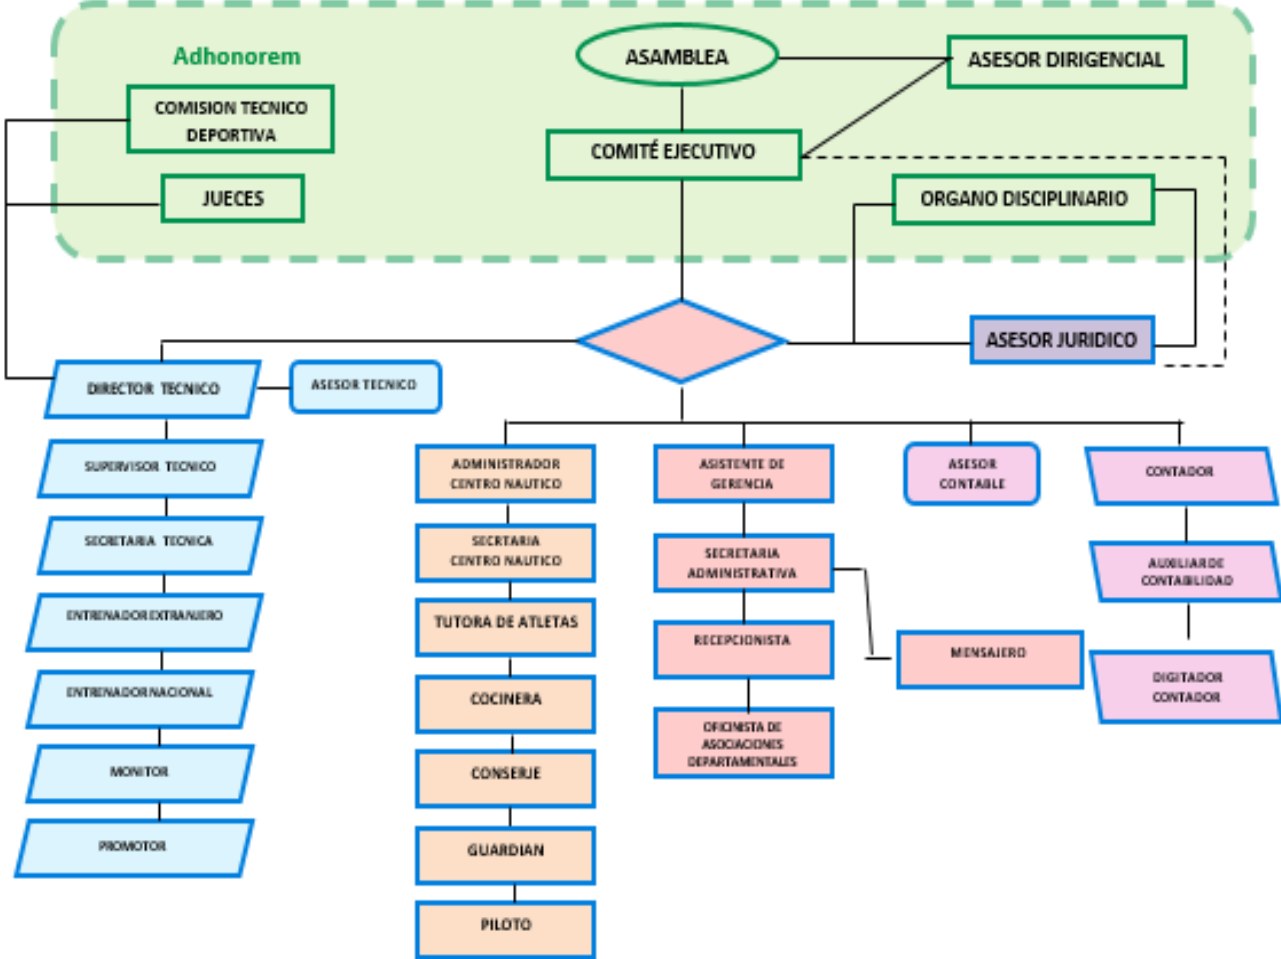 Adhonorem
ASAMBLEA
ASESOR DIRIGENCIAL
COMISION TECNICO
DEPORTIVA
COMITÉ EJECUTIVO
JUECES
ORGANO DISCIPLINARIO
ASESOR JURIDICO
DIRECTOR TECNICO
ASESOR TECNICO
SUPERVISOR TECNICO
SECRETARIA TECNICA
ENTRENADOR EXTRANJERO
ENTRENADOR NACIONAL
MONITOR
PROMOTOR
ADMINISTRADOR
CENTRO NAUTICO
SECRTARIA
CENTRO NAUTICO
TUTORA DE ATLETAS
COCINERA
CONSERJE
GUARDIAN
PILOTO
ASISTENTE DE
GERENCIA
SECRETARIA
ADMINISTRATIVA
RECEPCIONISTA
OFICINISTA DE
ASOCIACIONES
DEPARTAMENTALES
MENSAJERO
ASESOR
CONTABLE
CONTADOR
AUXILIAR DE
CONTABILIDAD
DIGITADOR
CONTADOR